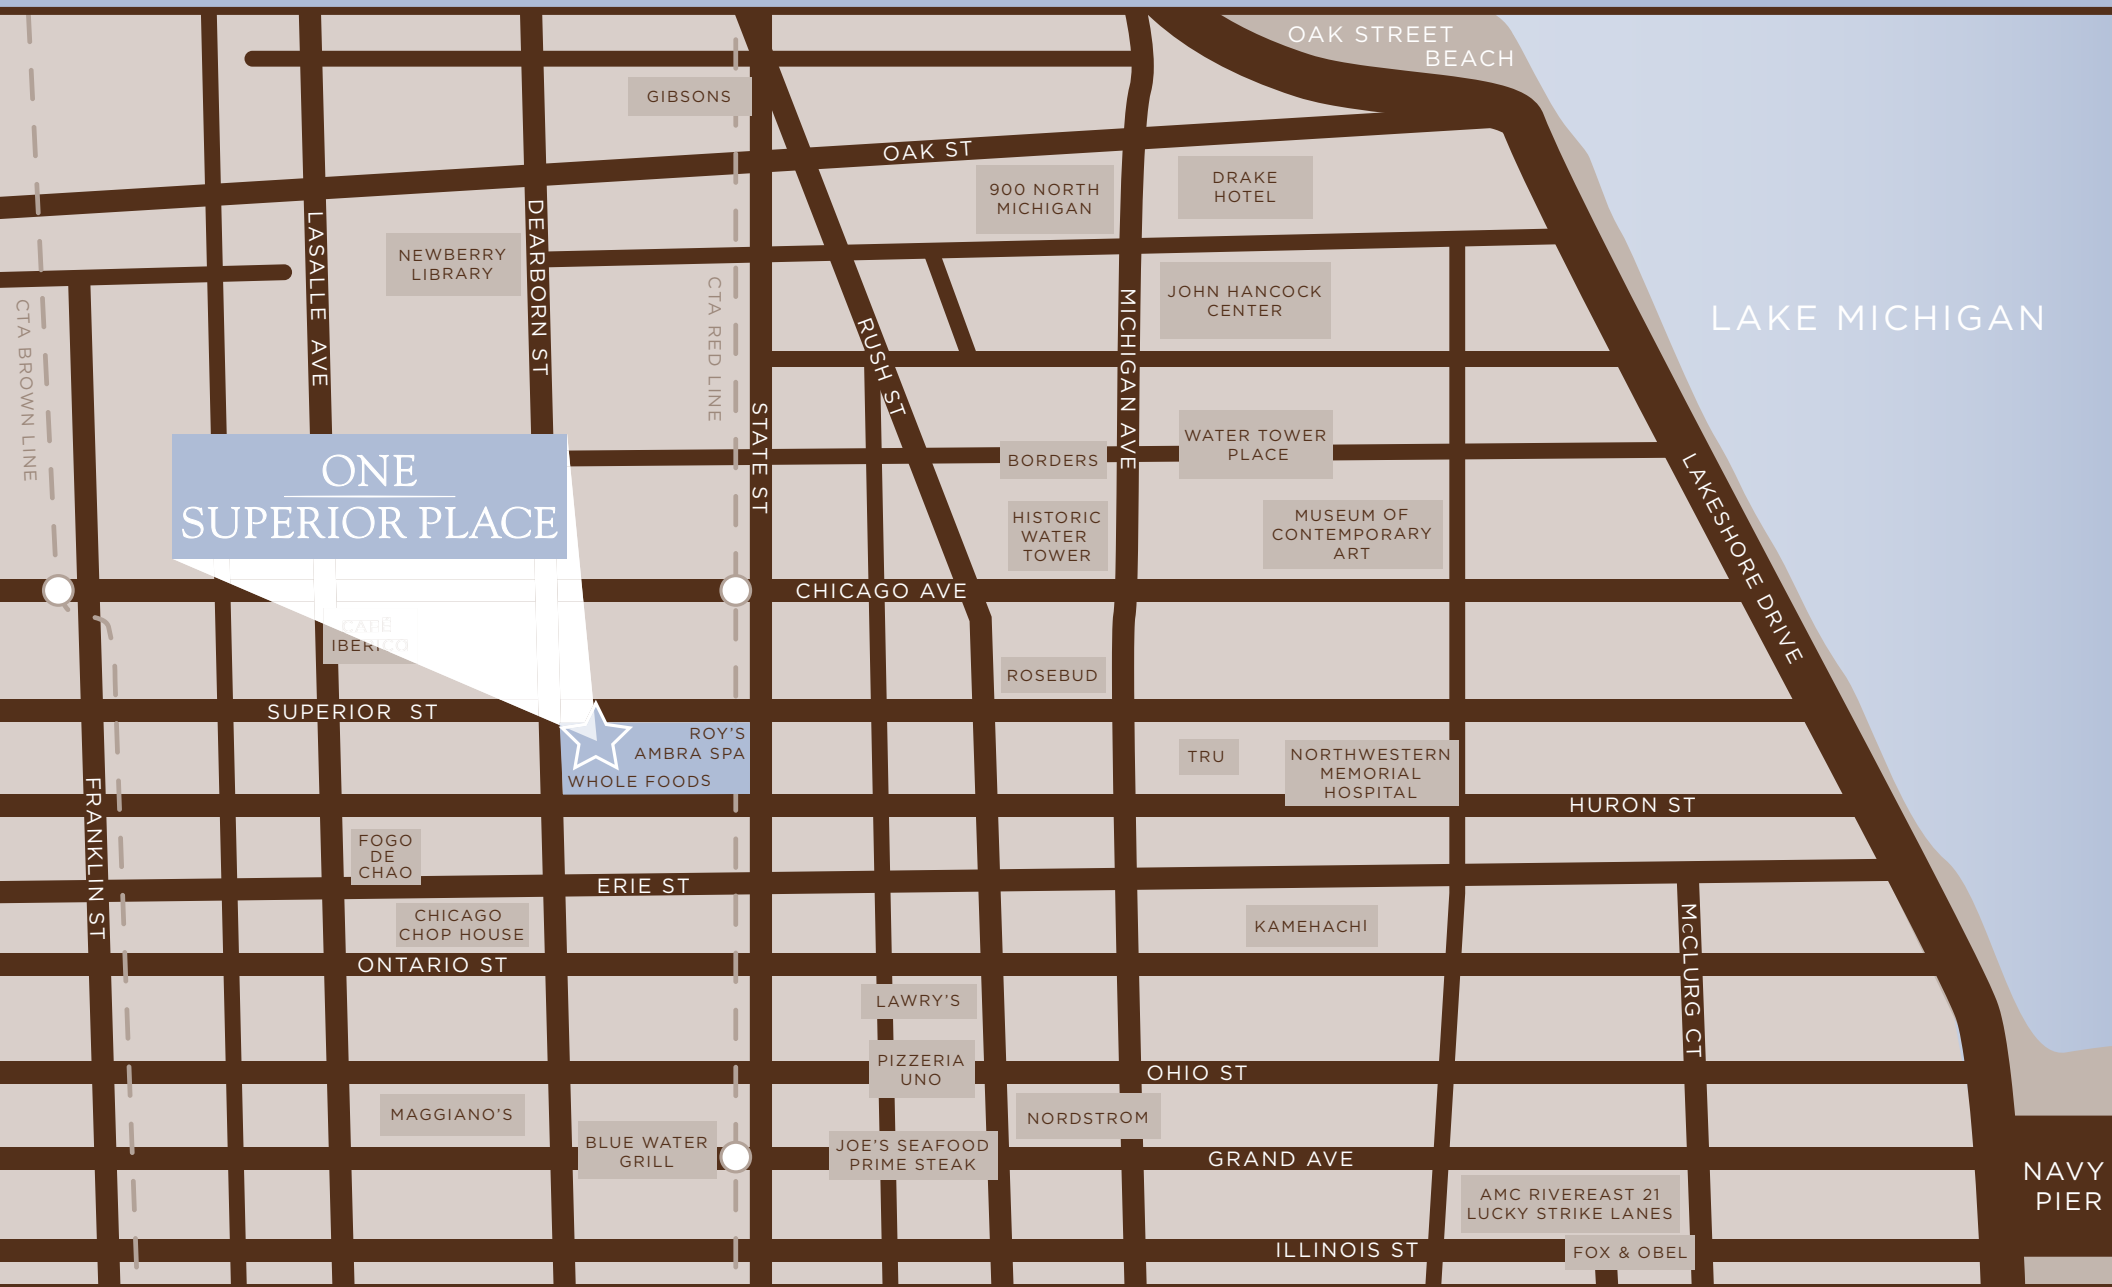 OAK STREET
BEACH
GIBSONS
OAK ST
900 NORTH
MICHIGAN
DRAKE
HOTEL
LASALLE AVE
DEARBORN ST
NEWBERRY
LIBRARY
CTA BROWN LINE
CTA RED LINE
RUSH ST
MICHIGAN AVE
JOHN HANCOCK
CENTER
LAKE MICHIGAN
STATE ST
BORDERS
WATER TOWER
PLACE
ONE
SUPERIOR PLACE
HISTORIC
WATER
TOWER
MUSEUM OF
CONTEMPORARY
ART
LAKESHORE DRIVE
CHICAGO AVE
CAFÉ
IBERICO
ROSEBUD
SUPERIOR ST
ROY'S
AMBRA SPA
WHOLE FOODS
TRU
NORTHWESTERN
MEMORIAL
HOSPITAL
HURON ST
FRANKLIN ST
FOGO
DE
CHAO
ERIE ST
CHICAGO
CHOP HOUSE
KAMEHACHI
McCLURG CT
ONTARIO ST
LAWRY'S
PIZZERIA
UNO
OHIO ST
MAGGIANO'S
NORDSTROM
BLUE WATER
GRILL
JOE'S SEAFOOD
PRIME STEAK
GRAND AVE
NAVY
PIER
AMC RIVEREAST 21
LUCKY STRIKE LANES
ILLINOIS ST
FOX & OBEL